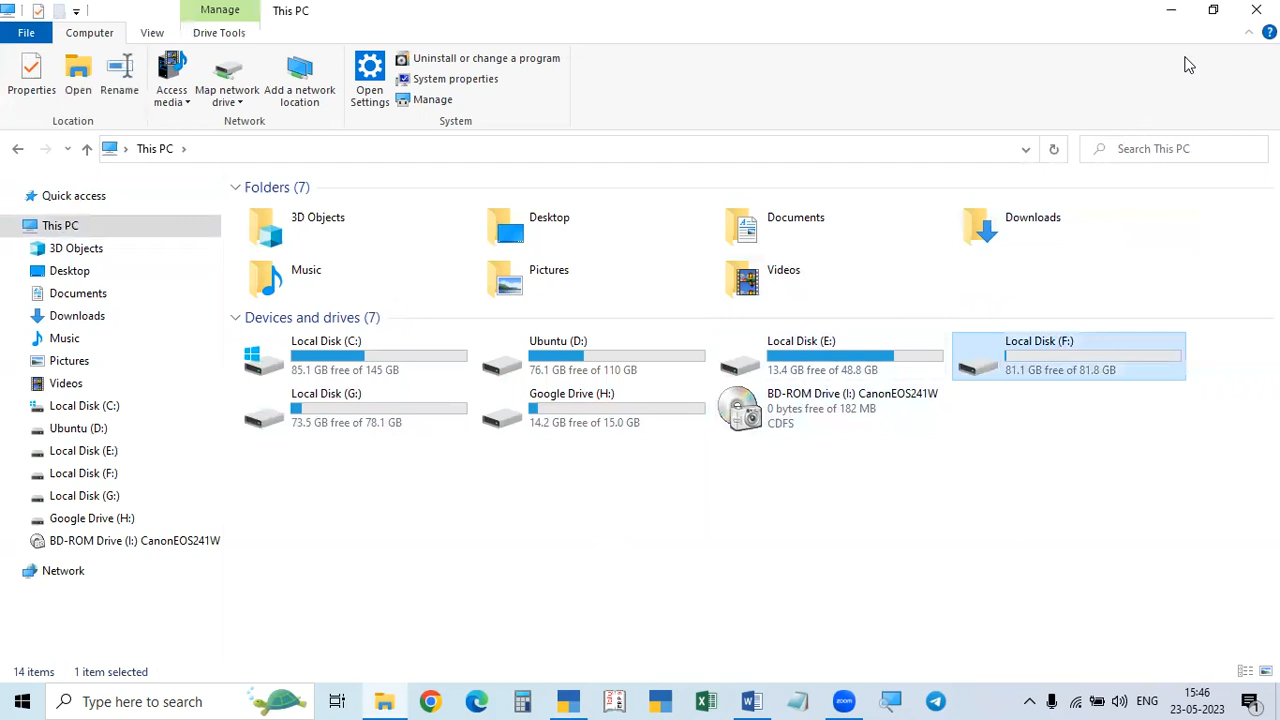 Manage
This PC
File
Computer
View
Drive Tools
Properties
Open
Rename
Access media
Map network drive
Add a network location
Open Settings
Uninstall or change a program
System properties
Manage
Location
Network
System
This PC
Search This PC
Quick access
This PC
3D Objects
Desktop
Documents
Downloads
Music
Pictures
Videos
Local Disk (C:)
Ubuntu (D:)
Local Disk (E:)
Local Disk (F:)
Local Disk (G:)
Google Drive (H:)
BD-ROM Drive (I:) CanonEOS241W
Network
Folders (7)
3D Objects
Desktop
Documents
Downloads
Music
Pictures
Videos
Devices and drives (7)
Local Disk (C:)
85.1 GB free of 145 GB
Ubuntu (D:)
76.1 GB free of 110 GB
Local Disk (E:)
13.4 GB free of 48.8 GB
Local Disk (F:)
81.1 GB free of 81.8 GB
Local Disk (G:)
73.5 GB free of 78.1 GB
Google Drive (H:)
14.2 GB free of 15.0 GB
BD-ROM Drive (I:) CanonEOS241W
0 bytes free of 182 MB
CDFS
14 items
1 item selected
Type here to search
zoom
ENG
15:46
23-05-2023
1